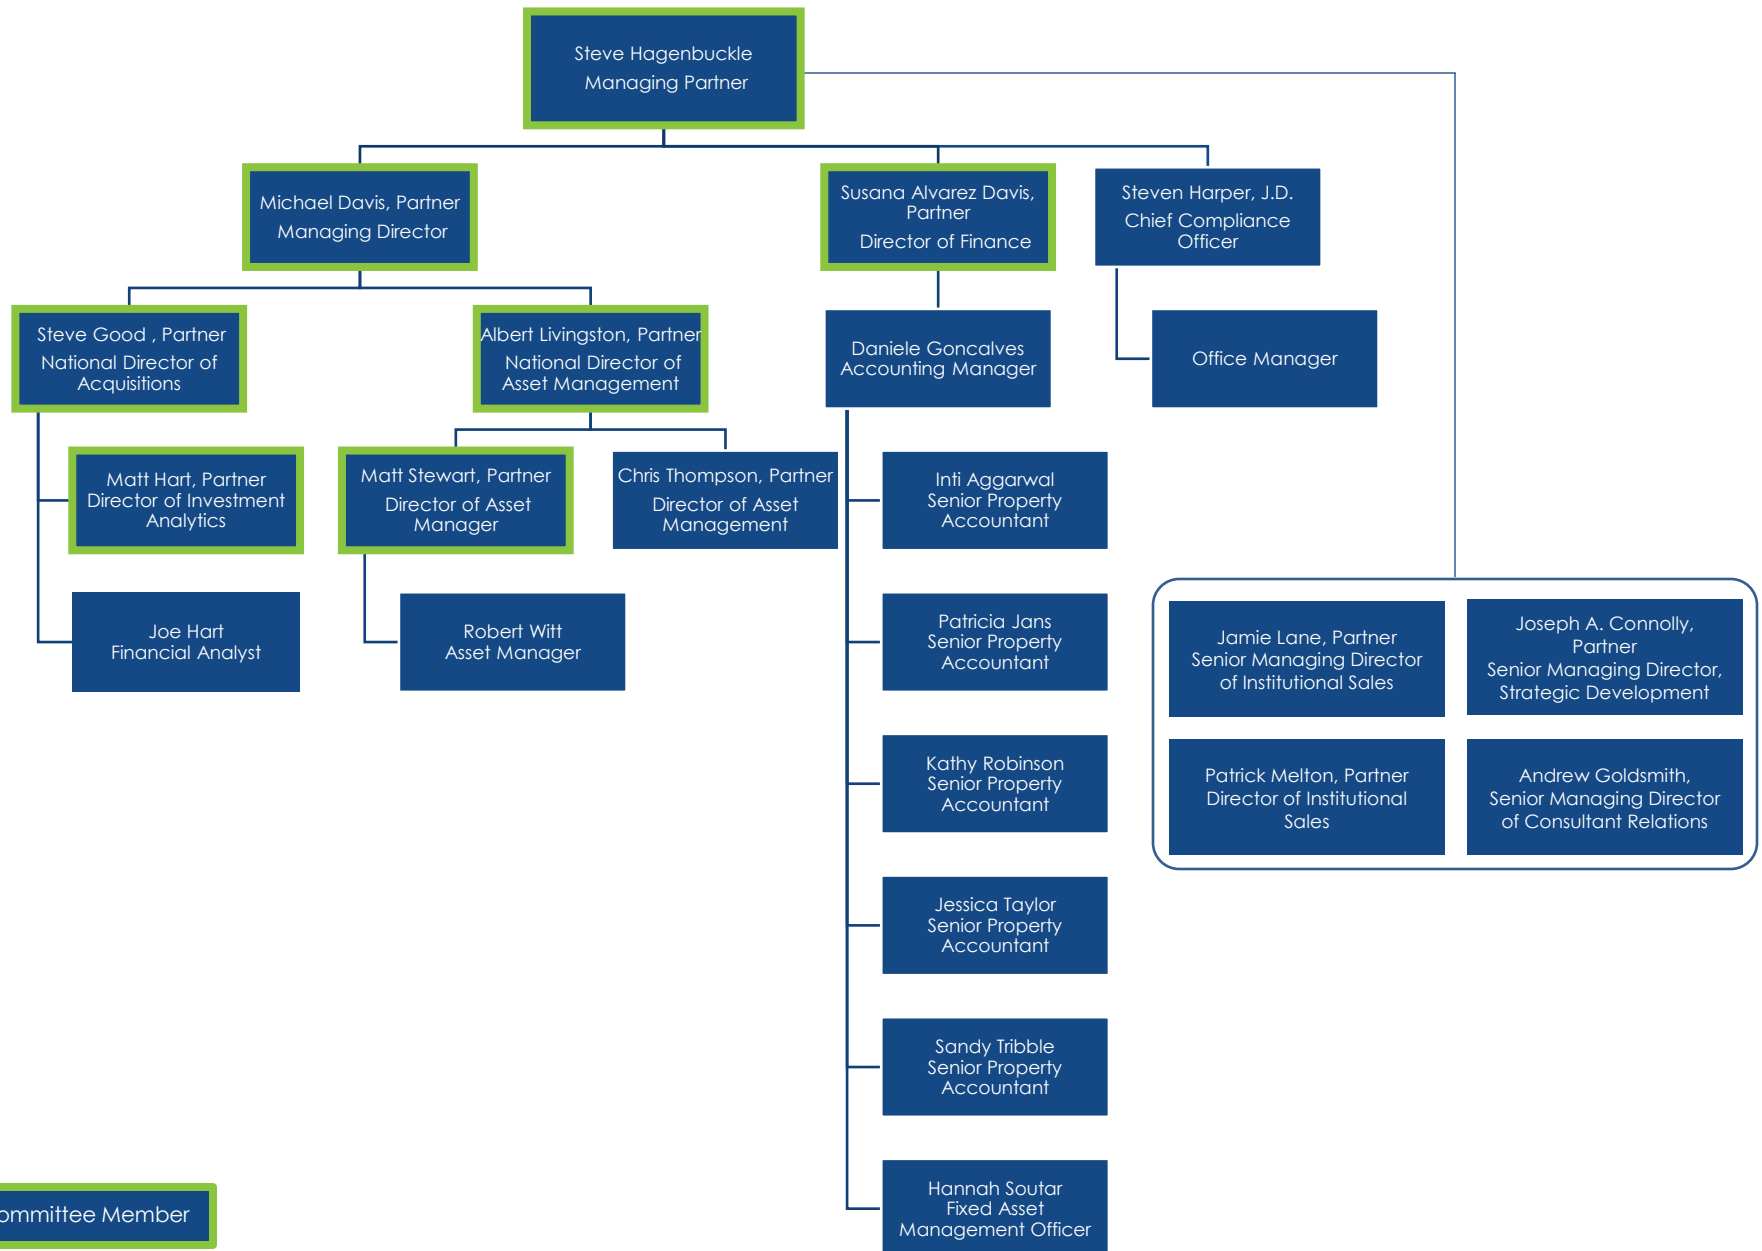 Steve Hagenbuckle
Managing Partner
Michael Davis, Partner
Managing Director
Susana Alvarez Davis,
Partner
Director of Finance
Steven Harper, J.D.
Chief Compliance
Officer
Steve Good , Partner
National Director of
Acquisitions
Albert Livingston, Partner
National Director of
Asset Management
Daniele Goncalves
Accounting Manager
Office Manager
Matt Hart, Partner
Director of Investment
Analytics
Matt Stewart, Partner
Director of Asset
Manager
Chris Thompson, Partner
Director of Asset
Management
Inti Aggarwal
Senior Property
Accountant
Joe Hart
Financial Analyst
Robert Witt
Asset Manager
Patricia Jans
Senior Property
Accountant
Jamie Lane, Partner
Senior Managing Director
of Institutional Sales
Joseph A. Connolly,
Partner
Senior Managing Director,
Strategic Development
Kathy Robinson
Senior Property
Accountant
Patrick Melton, Partner
Director of Institutional
Sales
Andrew Goldsmith,
Senior Managing Director
of Consultant Relations
Jessica Taylor
Senior Property
Accountant
Sandy Tribble
Senior Property
Accountant
Hannah Soutar
Fixed Asset
Management Officer
Member